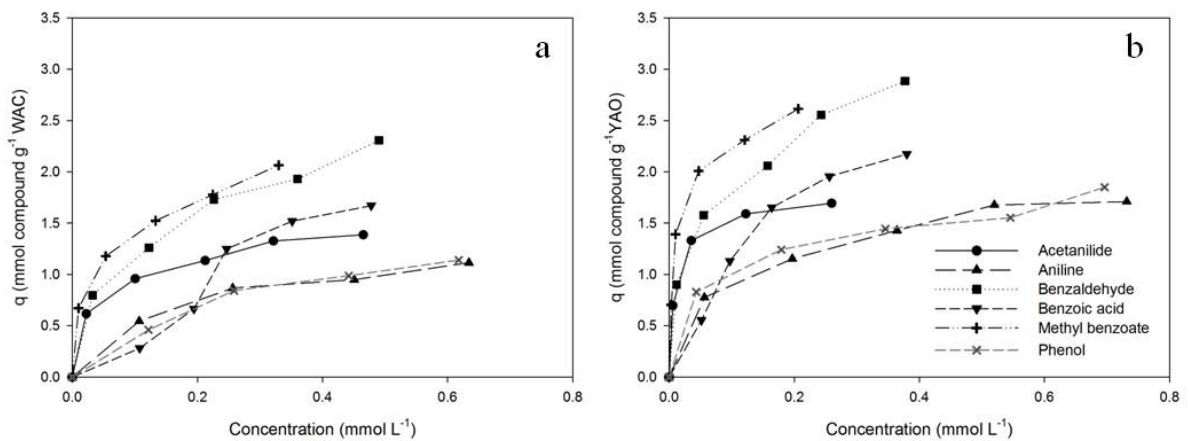 a
3.5
3.0
2.5
2.0
1.5
1.0
0.5
0.0
q (mmol compound g⁻¹ WAC)
0.0 0.2 0.4 0.6 0.8
Concentration (mmol L⁻¹)
b
3.5
3.0
2.5
2.0
1.5
1.0
0.5
0.0
q (mmol compound g⁻¹YAO)
Acetanilide
Aniline
Benzaldehyde
Benzoic acid
Methyl benzoate
Phenol
0.0 0.2 0.4 0.6 0.8
Concentration (mmol L⁻¹)